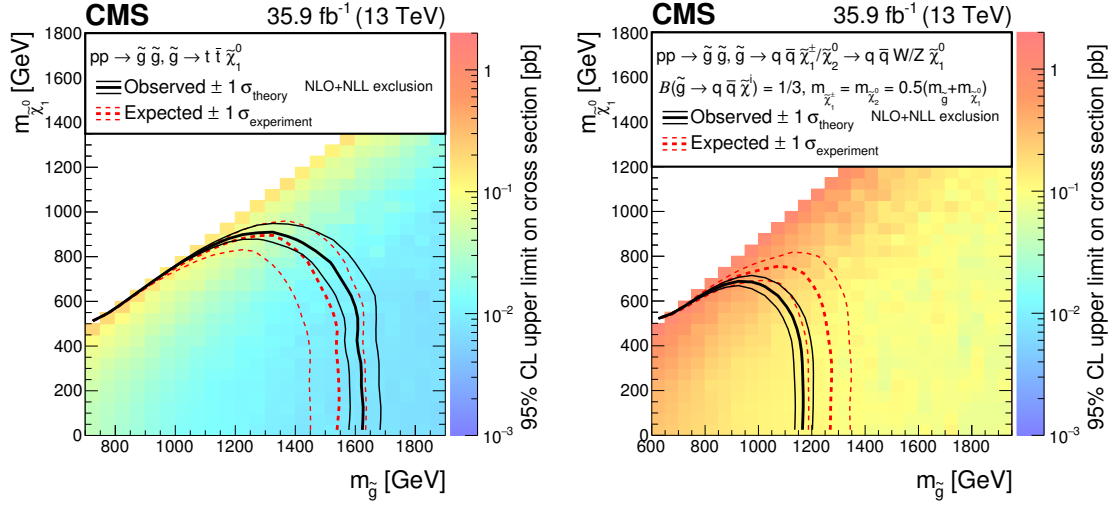 CMS 35.9 fb⁻¹ (13 TeV)
pp → g̃ g̃, g̃ → t t̄ χ̃₁⁰
Observed ± 1 σ_theory NLO+NLL exclusion
Expected ± 1 σ_experiment
m_χ̃₁⁰ [GeV]
1800
1600
1400
1200
1000
800
600
400
200
0
800 1000 1200 1400 1600 1800
m_g̃ [GeV]
1
10⁻¹
10⁻²
10⁻³
95% CL upper limit on cross section [pb]
CMS 35.9 fb⁻¹ (13 TeV)
pp → g̃ g̃, g̃ → q q̄ χ̃₁±/χ̃₂⁰ → q q̄ W/Z χ̃₁⁰
B(g̃ → q q̄ χ̃ⁱ) = 1/3, m_χ̃₁± = m_χ̃₂⁰ = 0.5(m_g̃+m_χ̃₁⁰)
Observed ± 1 σ_theory NLO+NLL exclusion
Expected ± 1 σ_experiment
m_χ̃₁⁰ [GeV]
1800
1600
1400
1200
1000
800
600
400
200
0
600 800 1000 1200 1400 1600 1800
m_g̃ [GeV]
1
10⁻¹
10⁻²
10⁻³
95% CL upper limit on cross section [pb]